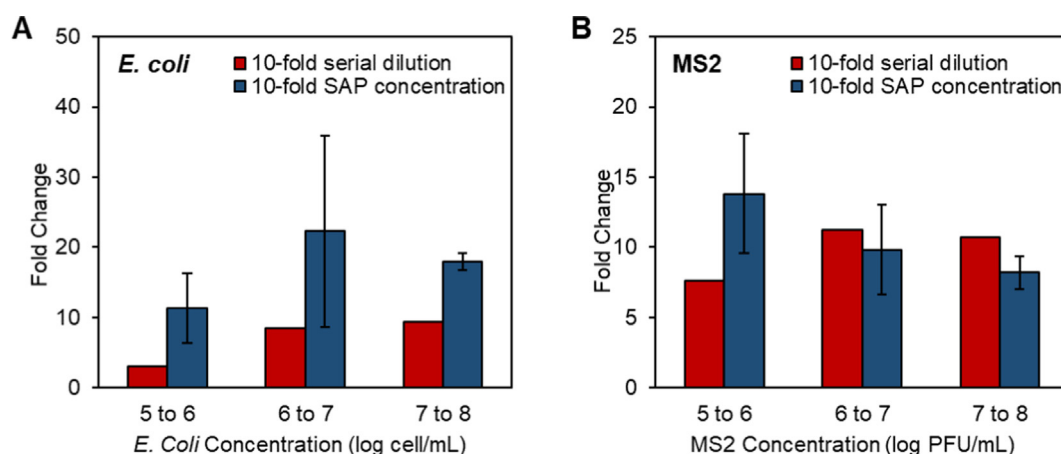 A
E. coli
10-fold serial dilution
10-fold SAP concentration
Fold Change
50
40
30
20
10
0
5 to 6
6 to 7
7 to 8
E. Coli Concentration (log cell/mL)
B
MS2
10-fold serial dilution
10-fold SAP concentration
Fold Change
25
20
15
10
5
0
5 to 6
6 to 7
7 to 8
MS2 Concentration (log PFU/mL)